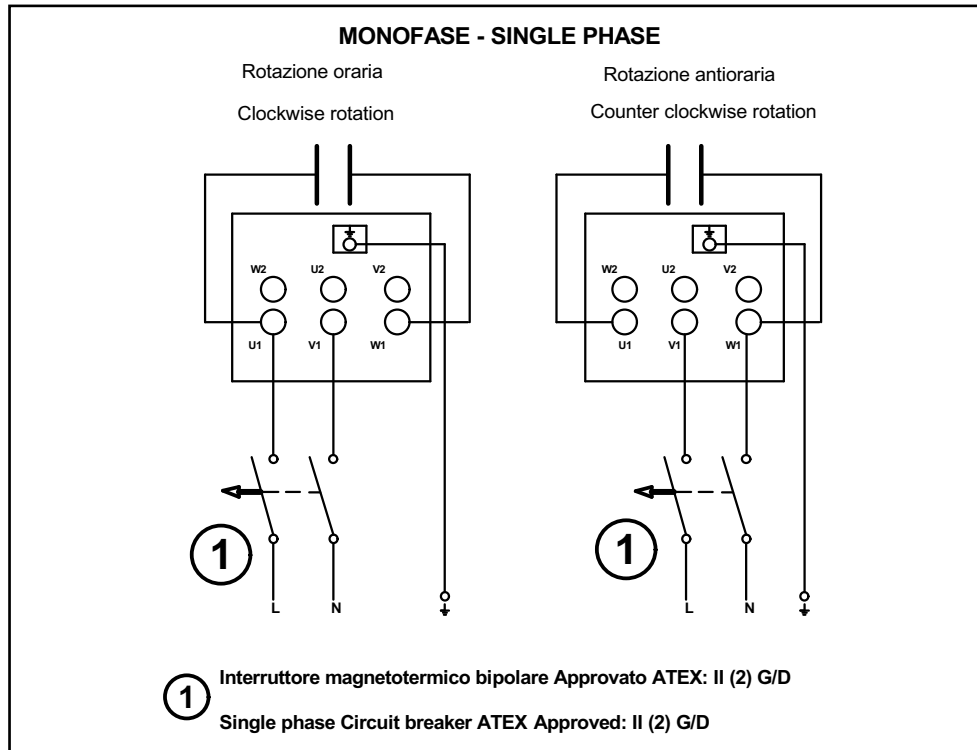 MONOFASE - SINGLE PHASE
Rotazione oraria
Clockwise rotation
W2 U2 V2
U1 V1 W1
1
L N
Rotazione antioraria
Counter clockwise rotation
W2 U2 V2
U1 V1 W1
1
L N
1 Interruttore magnetotermico bipolare Approvato ATEX: II (2) G/D
Single phase Circuit breaker ATEX Approved: II (2) G/D